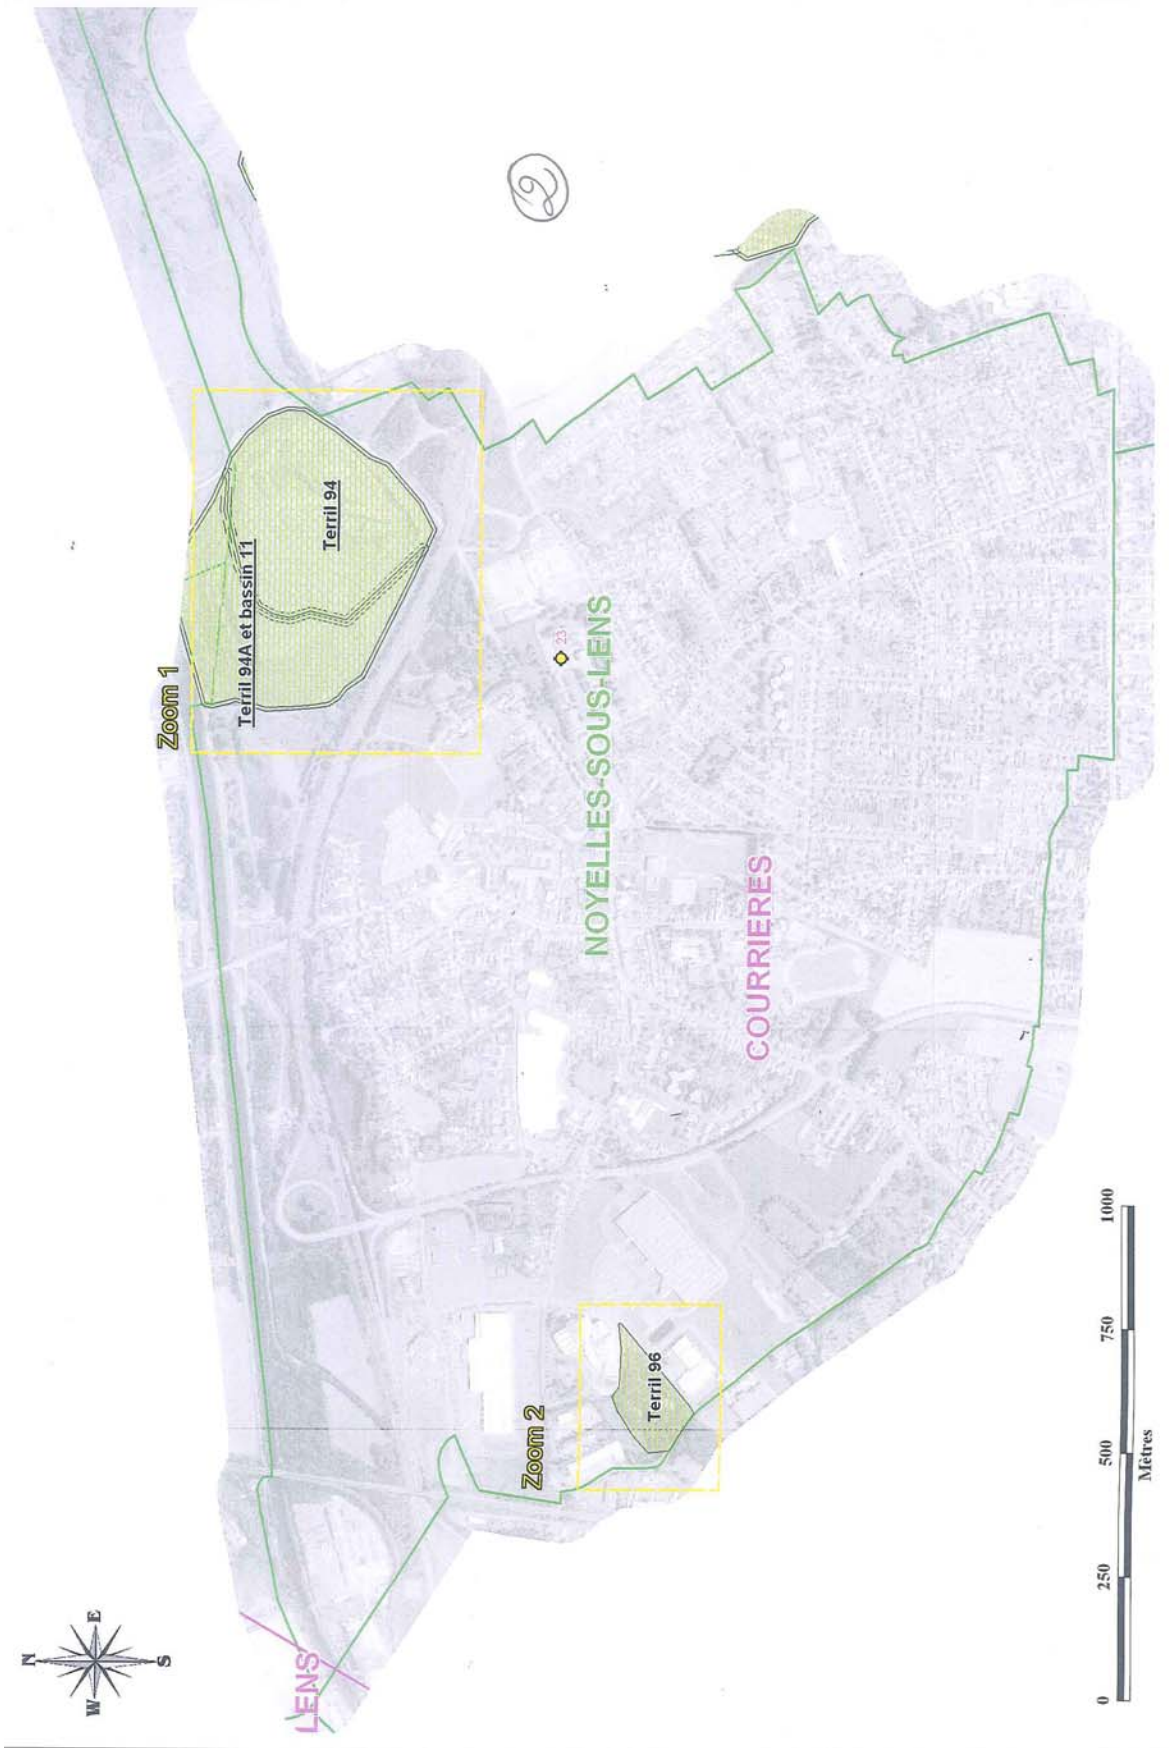 N
W E
S
LENS
Zoom 1
Terril 94A et bassin 11
Terril 94
23
NOYELLES-SOUS-LENS
COURRIERES
Zoom 2
Terril 96
0 250 500 750 1000
Mètres
2